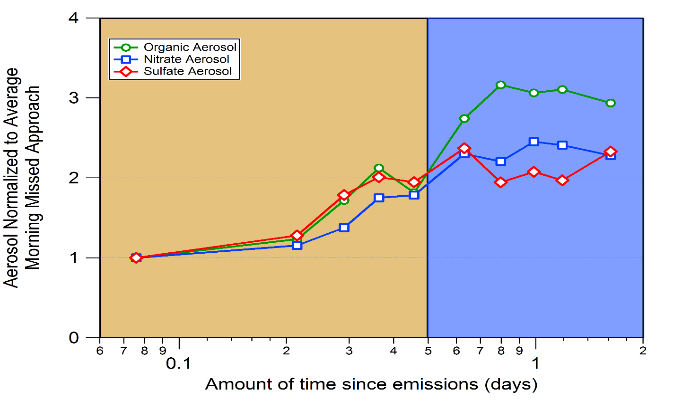 4
Organic Aerosol
Nitrate Aerosol
Sulfate Aerosol
3
2
1
0
Aerosol Normalized to Average
Morning Missed Approach
6 7 8 9 2 3 4 5 6 7 8 9 2
0.1 1
Amount of time since emissions (days)